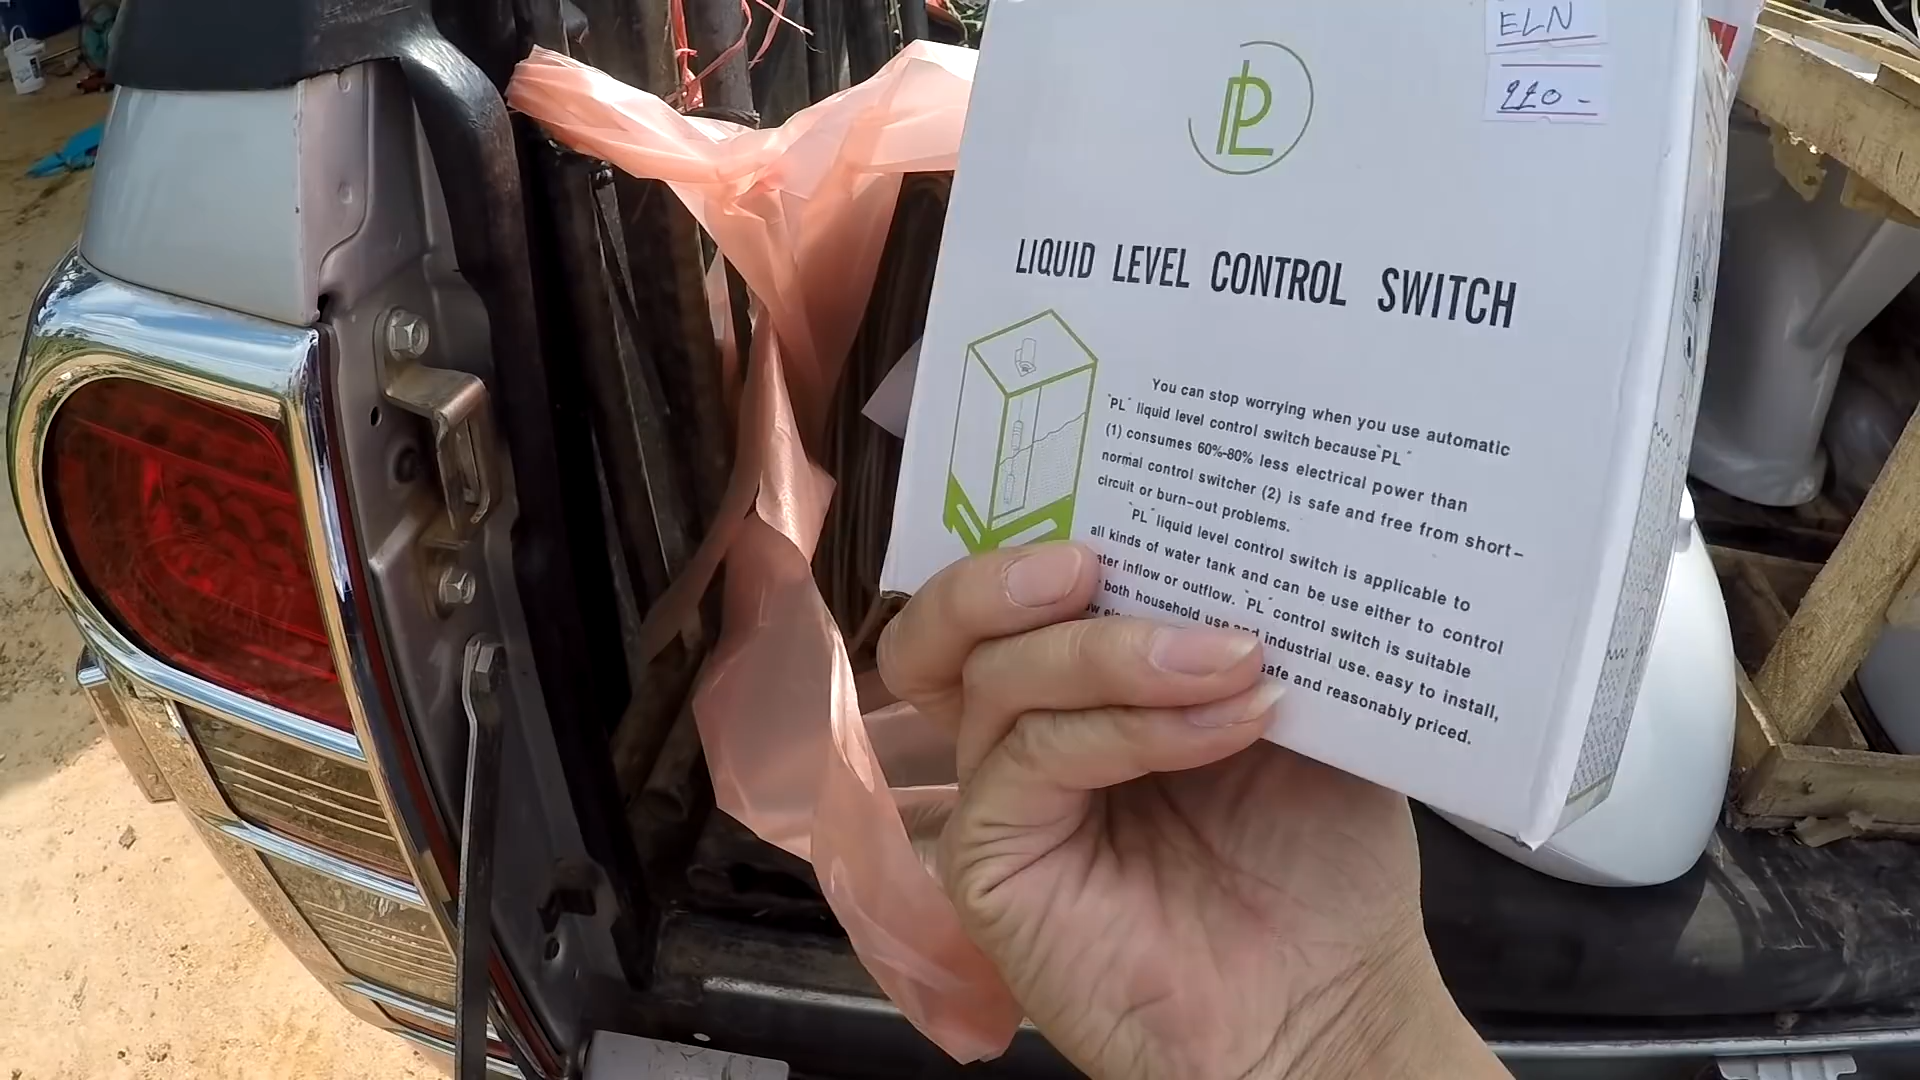 ELN
220-
PL
LIQUID LEVEL CONTROL SWITCH
You can stop worrying when you use automatic
"PL" liquid level control switch because "PL"
(1) consumes 60%-80% less electrical power than
normal control switcher (2) is safe and free from short-
circuit or burn-out problems.
"PL" liquid level control switch is applicable to
all kinds of water tank and can be use either to control
inflow or outflow. "PL" control switch is suitable
both household use and industrial use. easy to install,
safe and reasonably priced.